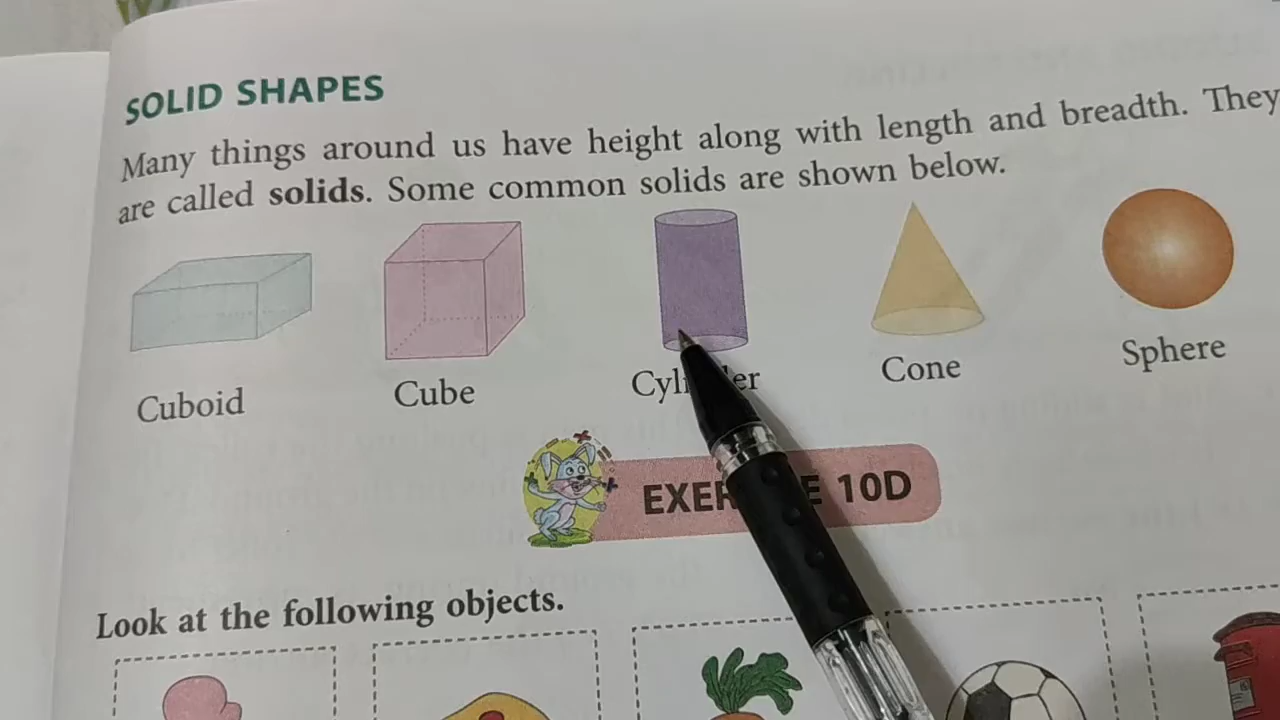 SOLID SHAPES
Many things around us have height along with length and breadth. They
are called solids. Some common solids are shown below.
Cuboid Cube Cone Sphere
10D
Look at the following objects.